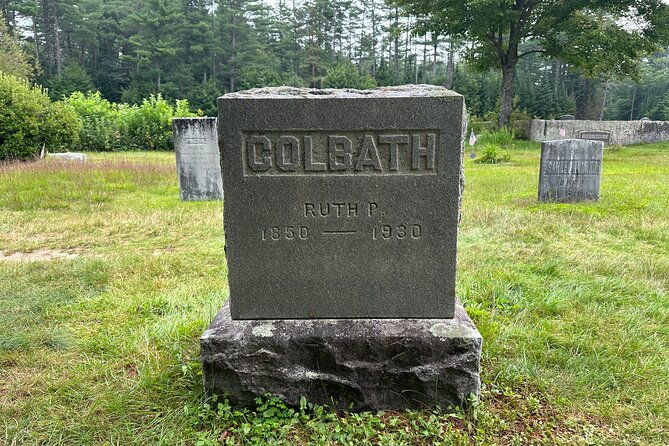 COLBATH
RUTH P.
1850 — 1930